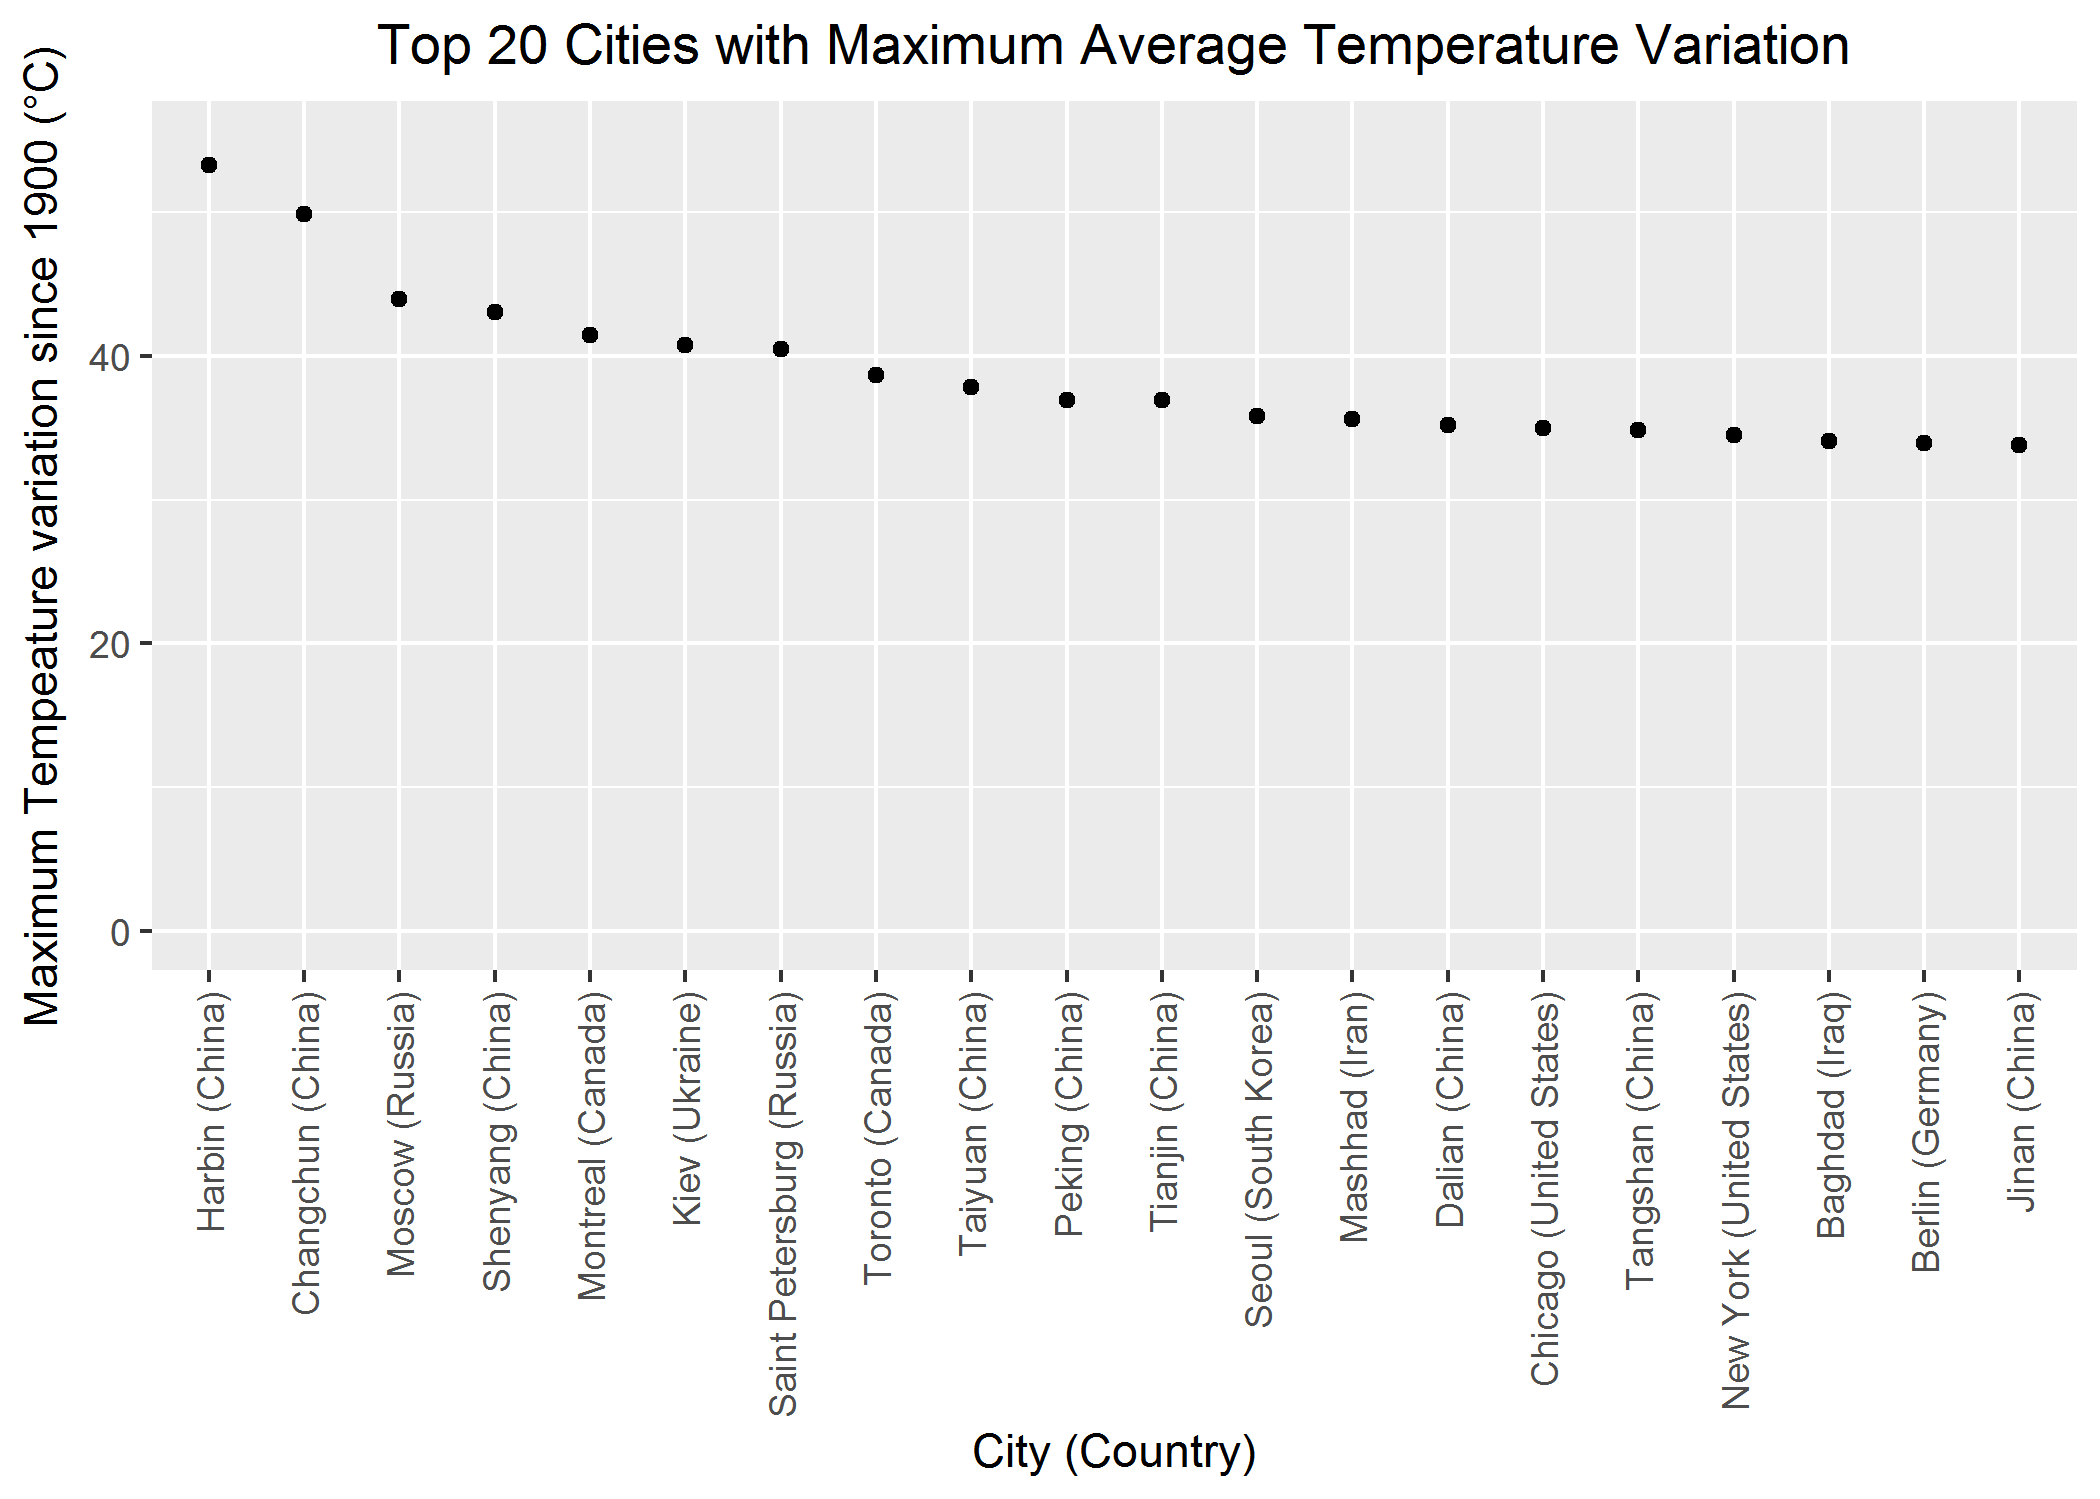 Top 20 Cities with Maximum Average Temperature Variation
Maximum Tempeature variation since 1900 (°C)
40
20
0
Harbin (China)
Changchun (China)
Moscow (Russia)
Shenyang (China)
Montreal (Canada)
Kiev (Ukraine)
Saint Petersburg (Russia)
Toronto (Canada)
Taiyuan (China)
Peking (China)
Tianjin (China)
Seoul (South Korea)
Mashhad (Iran)
Dalian (China)
Chicago (United States)
Tangshan (China)
New York (United States)
Baghdad (Iraq)
Berlin (Germany)
Jinan (China)
City (Country)